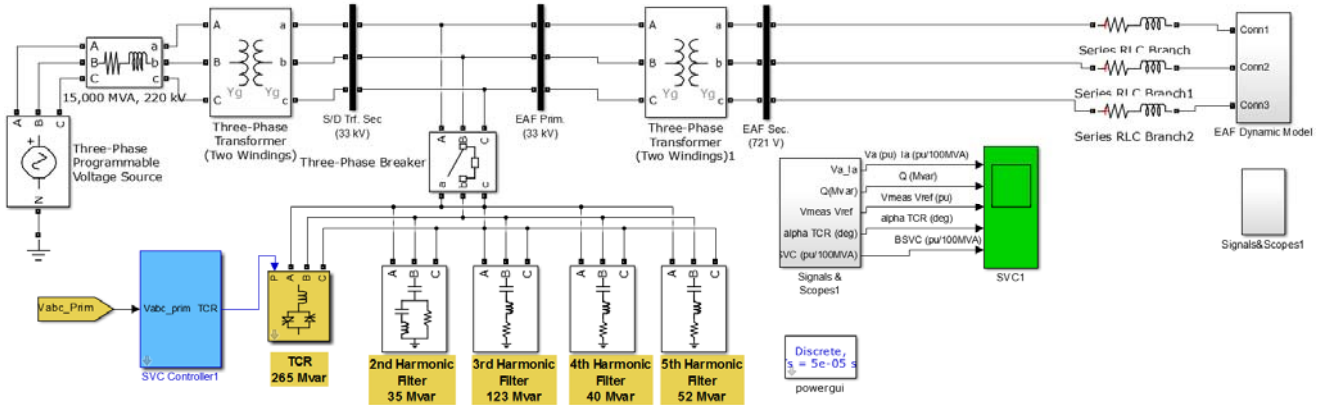 A
B
C
a
b
c
15,000 MVA, 220 kV
A
B
C
Three-Phase
Programmable
Voltage Source
N
A
B
C
a
b
c
Yg
Yg
Three-Phase
Transformer
(Two Windings)
S/D Trf. Sec
(33 kV)
EAF Prim.
(33 kV)
A
B
C
a
b
c
Yg
Yg
Three-Phase
Transformer
(Two Windings)1
EAF Sec.
(721 V)
Series RLC Branch
Series RLC Branch1
Series RLC Branch2
Conn1
Conn2
Conn3
EAF Dynamic Model
Three-Phase Breaker
A
B
C
a
b
c
Va_Ia
Q(Mvar)
Vmeas Vref
alpha TCR (deg)
SVC (pu/100MVA)
Signals &
Scopes1
Va (pu) Ia (pu/100MVA)
Q (Mvar)
Vmeas Vref (pu)
alpha TCR (deg)
BSVC (pu/100MVA)
SVC1
Signals&Scopes1
Vabc_Prim
Vabc_prim TCR
SVC Controller1
P
A
B
C
TCR
265 Mvar
A
B
C
2nd Harmonic
Filter
35 Mvar
A
B
C
3rd Harmonic
Filter
123 Mvar
A
B
C
4th Harmonic
Filter
40 Mvar
A
B
C
5th Harmonic
Filter
52 Mvar
Discrete,
s = 5e-05 s
powergui